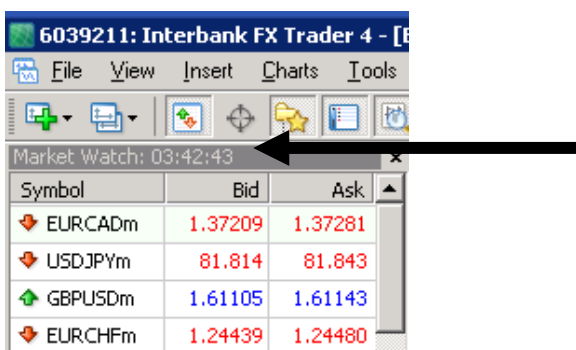 6039211: Interbank FX Trader 4 - [E
File View Insert Charts Tools
Market Watch: 03:42:43
Symbol Bid Ask
EURCADm 1.37209 1.37281
USDJPYm 81.814 81.843
GBPUSDm 1.61105 1.61143
EURCHFm 1.24439 1.24480